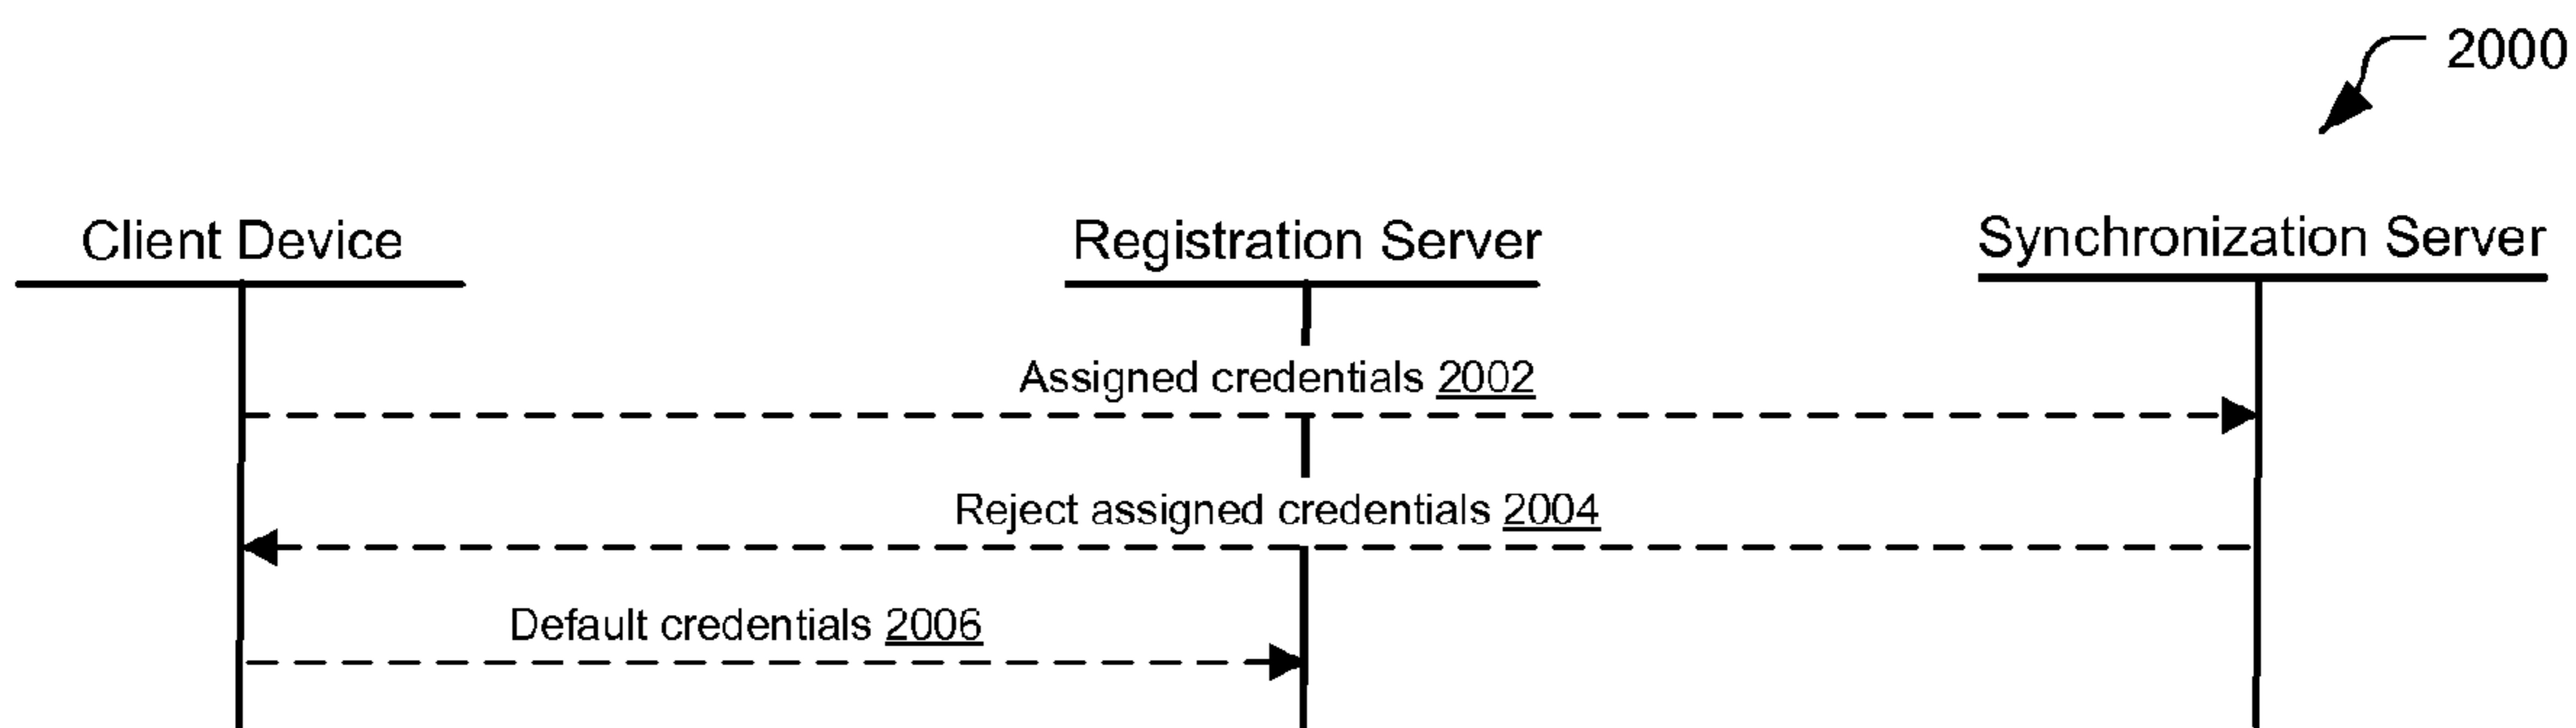 2000
Client Device
Registration Server
Synchronization Server
Assigned credentials 2002
Reject assigned credentials 2004
Default credentials 2006